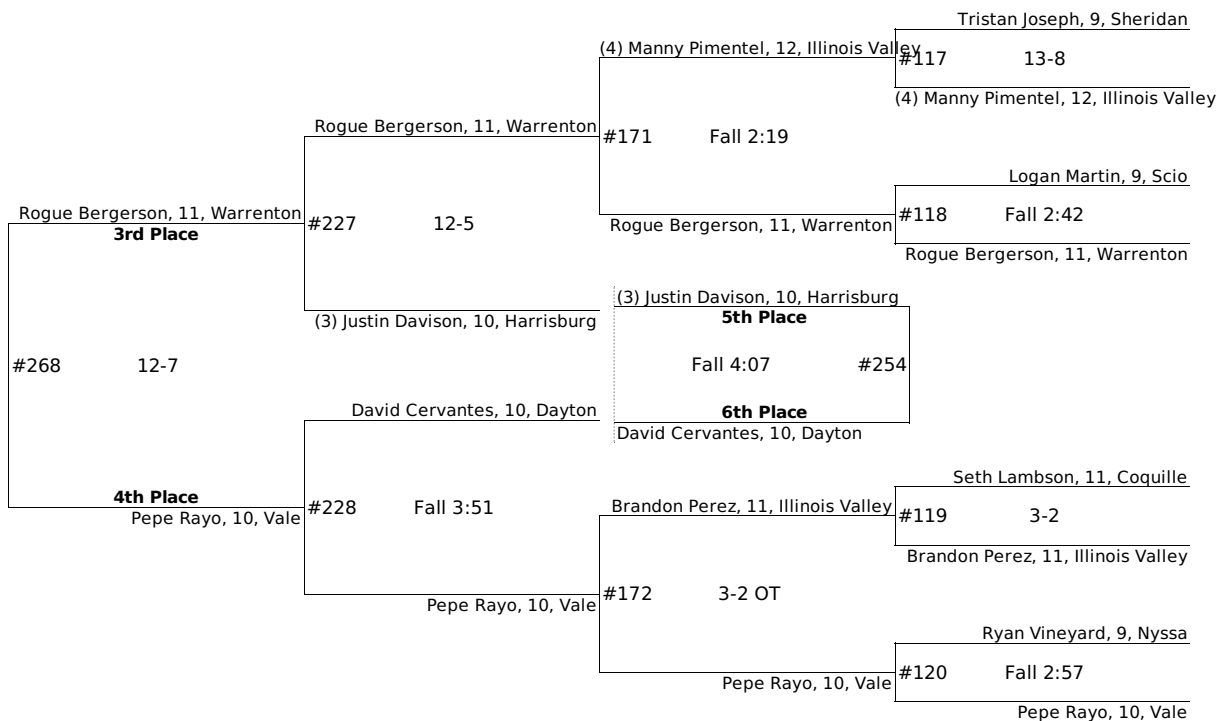 Tristan Joseph, 9, Sheridan
(4) Manny Pimentel, 12, Illinois Valley
#117 13-8
(4) Manny Pimentel, 12, Illinois Valley
Rogue Bergerson, 11, Warrenton
#171 Fall 2:19
Logan Martin, 9, Scio
Rogue Bergerson, 11, Warrenton
3rd Place
#227 12-5
Rogue Bergerson, 11, Warrenton
#118 Fall 2:42
Rogue Bergerson, 11, Warrenton
(3) Justin Davison, 10, Harrisburg
(3) Justin Davison, 10, Harrisburg
5th Place
#268 12-7
Fall 4:07 #254
David Cervantes, 10, Dayton
6th Place
David Cervantes, 10, Dayton
Seth Lambson, 11, Coquille
4th Place
Pepe Rayo, 10, Vale
#228 Fall 3:51
Brandon Perez, 11, Illinois Valley
#119 3-2
Brandon Perez, 11, Illinois Valley
Pepe Rayo, 10, Vale
#172 3-2 OT
Ryan Vineyard, 9, Nyssa
Pepe Rayo, 10, Vale
#120 Fall 2:57
Pepe Rayo, 10, Vale